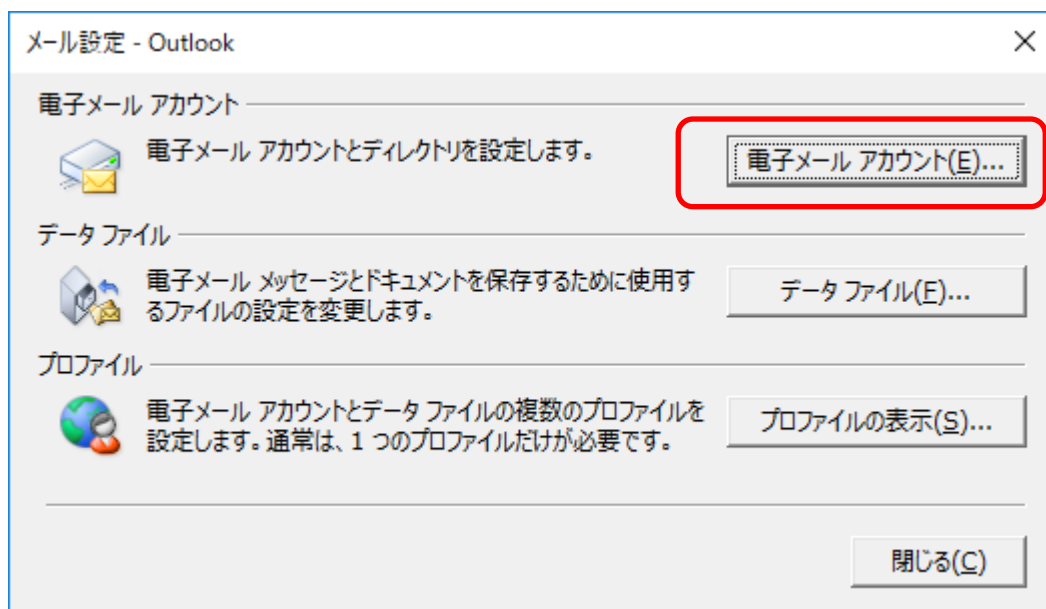 メール設定 - Outlook
電子メール アカウント
電子メール アカウントとディレクトリを設定します。
電子メール アカウント(E)...
データ ファイル
電子メール メッセージとドキュメントを保存するために使用す
るファイルの設定を変更します。
データ ファイル(F)...
プロファイル
電子メール アカウントとデータ ファイルの複数のプロファイルを
設定します。通常は、1 つのプロファイルだけが必要です。
プロファイルの表示(S)...
閉じる(C)